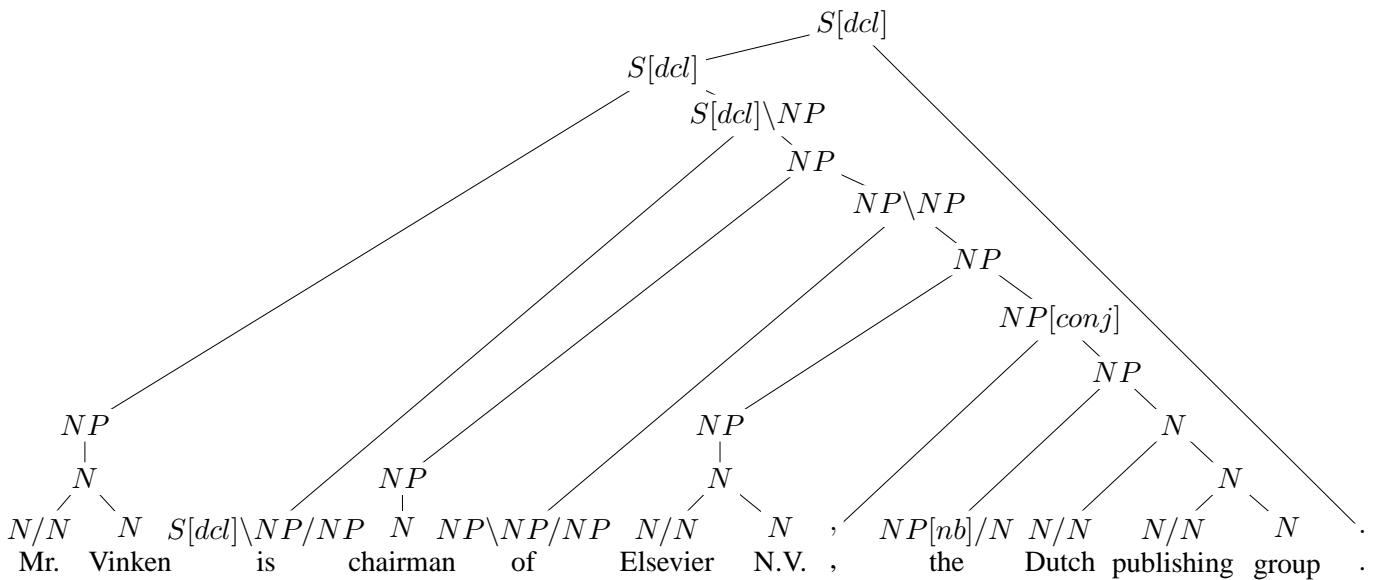 S[dcl]
S[dcl]
S[dcl]\NP
NP
NP\NP
NP
NP[conj]
NP
NP NP N
N NP N N
N/N N S[dcl]\NP/NP N NP\NP/NP N/N N , NP[nb]/N N/N N/N N .
Mr. Vinken is chairman of Elsevier N.V. , the Dutch publishing group .